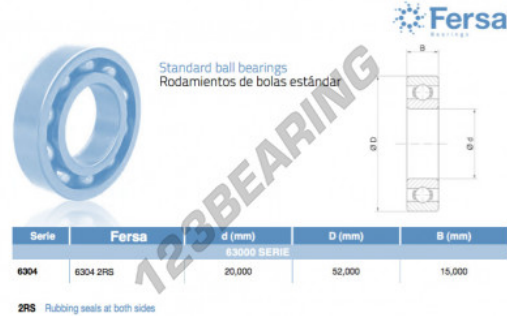 Fersa
Bearings
Standard ball bearings
Rodamientos de bolas estándar
B
Ø D
Ø d
123BEARING
Serie Fersa d (mm) D (mm) B (mm)
63000 SERIE
6304 6304 2RS 20,000 52,000 15,000
2RS Rubbing seals at both sides